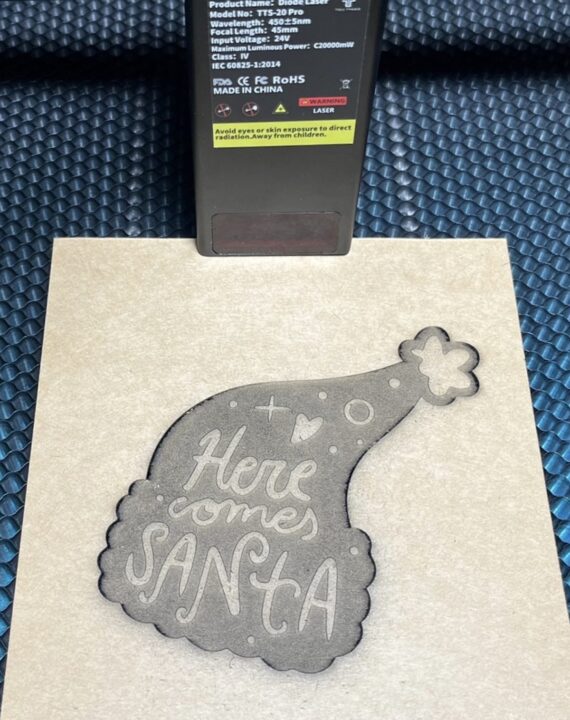 Product Name: Diode Laser
Model No: TTS-20 Pro
Wavelength: 450±5nm
Focal Length: 45mm
Input Voltage: 24V
Maximum Luminous Power: C20000mW
Class: IV
IEC 60825-1:2014
FDA CE FC RoHS
MADE IN CHINA
WARNING
LASER
Avoid eyes or skin exposure to direct
radiation.Away from children.
Here
comes
SANTA